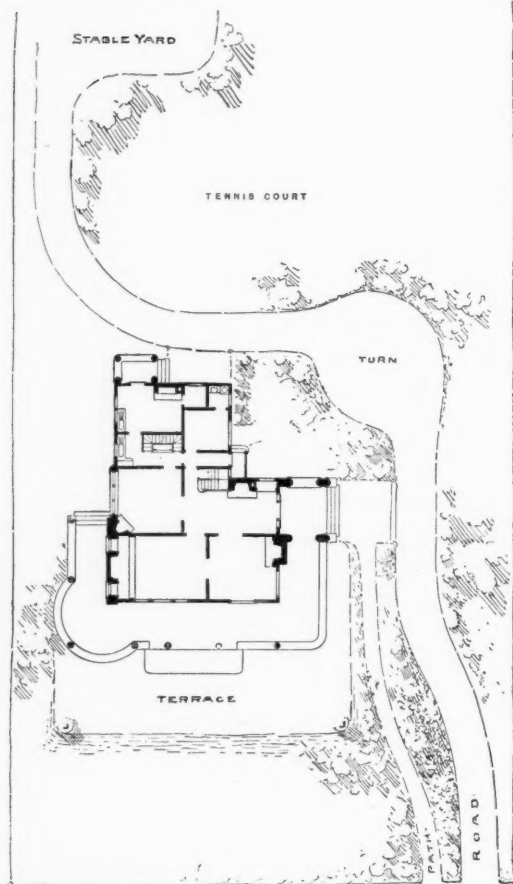 STABLE YARD
TENNIS COURT
TURN
TERRACE
PATH
ROAD